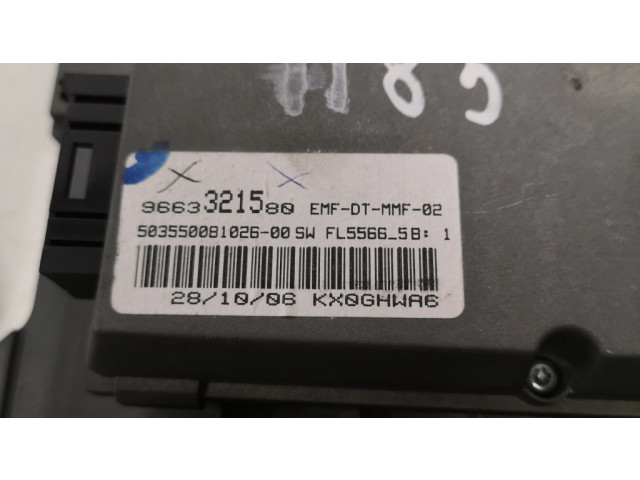 9663321580 EMF-DT-MMF-02
503550081026-00 SW FL5566_5B: 1
28/10/06 KX0GHWA6